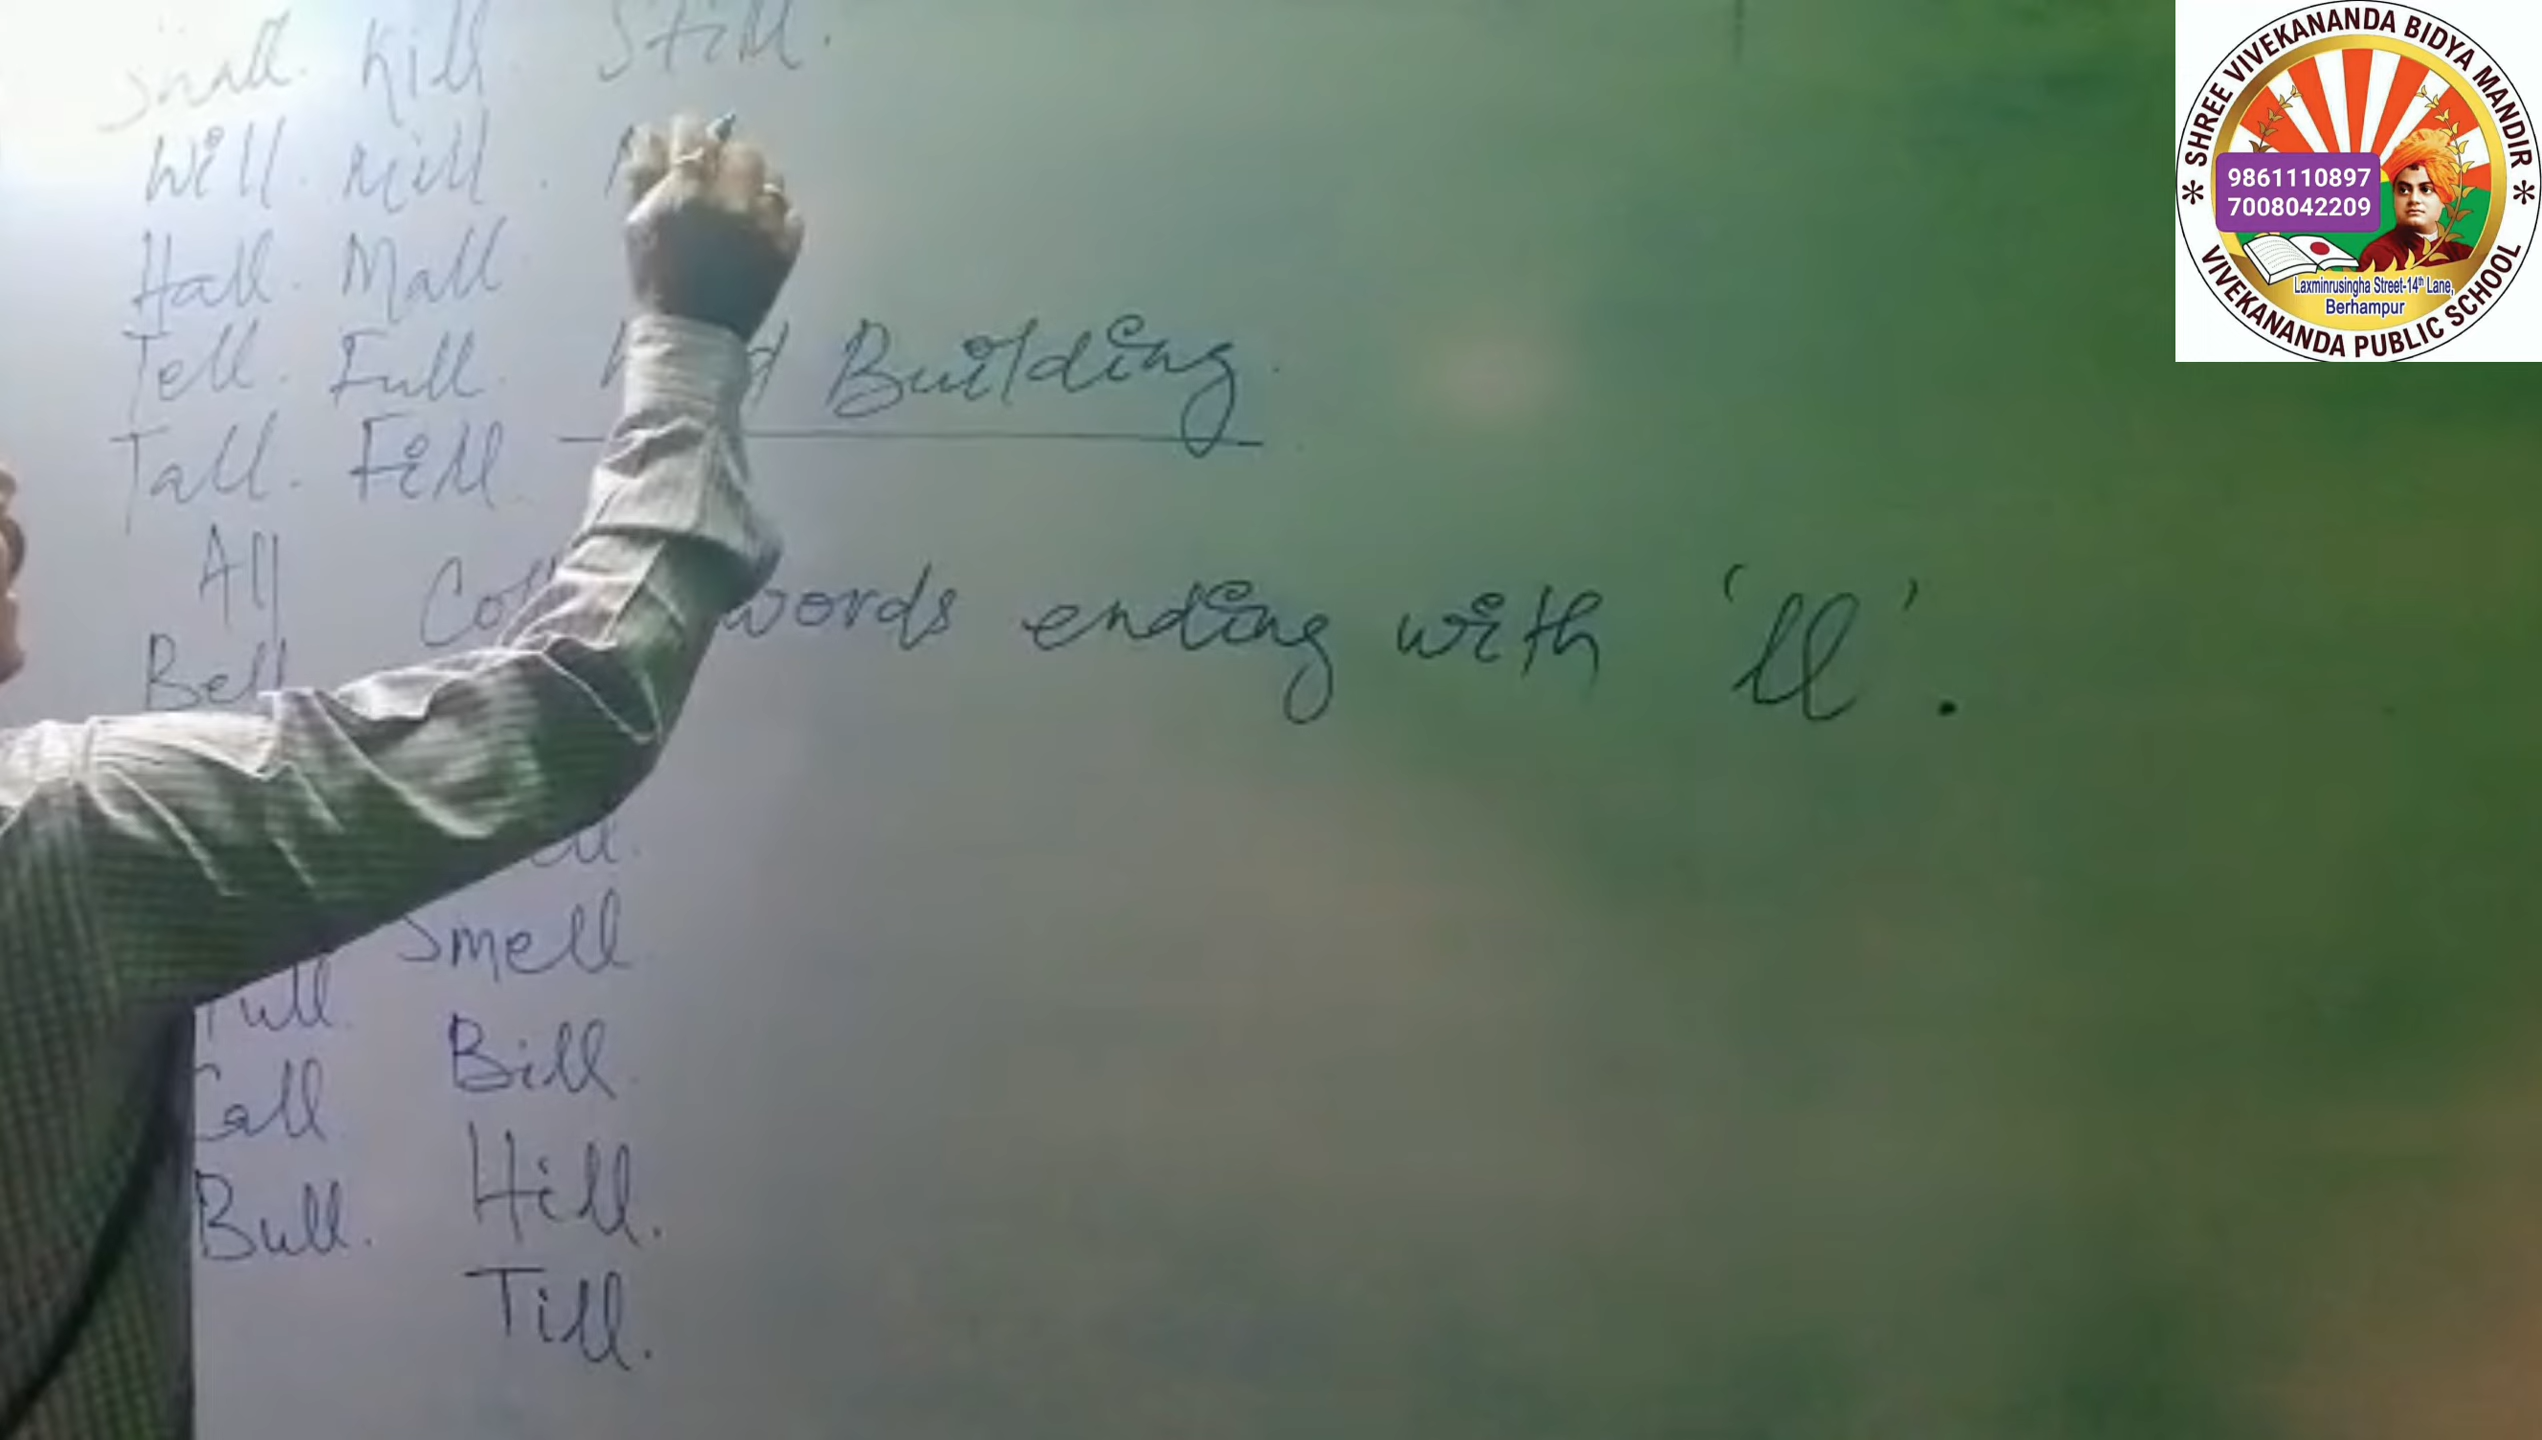 Shall. Kill Still.
Will. Mill.
Hall. Mall
Tell. Full.
Tall. Fill.
Building.
All
words ending with 'll'.
Bell
Smell
Bill
Call
Hill.
Bull.
Till.
SHREE VIVEKANANDA BIDYA MANDIR
9861110897
7008042209
Laxminrusingha Street-14th Lane,
Berhampur
VIVEKANANDA PUBLIC SCHOOL